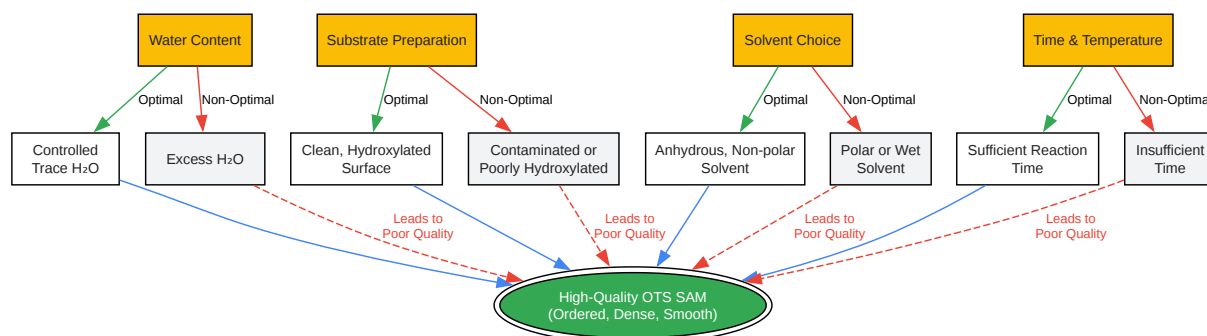 Water Content
Substrate Preparation
Solvent Choice
Time & Temperature
Optimal
Non-Optimal
Optimal
Non-Optimal
Optimal
Non-Optimal
Optimal
Non-Optimal
Controlled
Trace H₂O
Excess H₂O
Clean, Hydroxylated
Surface
Contaminated or
Poorly Hydroxylated
Anhydrous, Non-polar
Solvent
Polar or Wet
Solvent
Sufficient Reaction
Time
Insufficient
Time
Leads to
Poor Quality
Leads to
Poor Quality
Leads to
Poor Quality
Leads to
Poor Quality
High-Quality OTS SAM
(Ordered, Dense, Smooth)